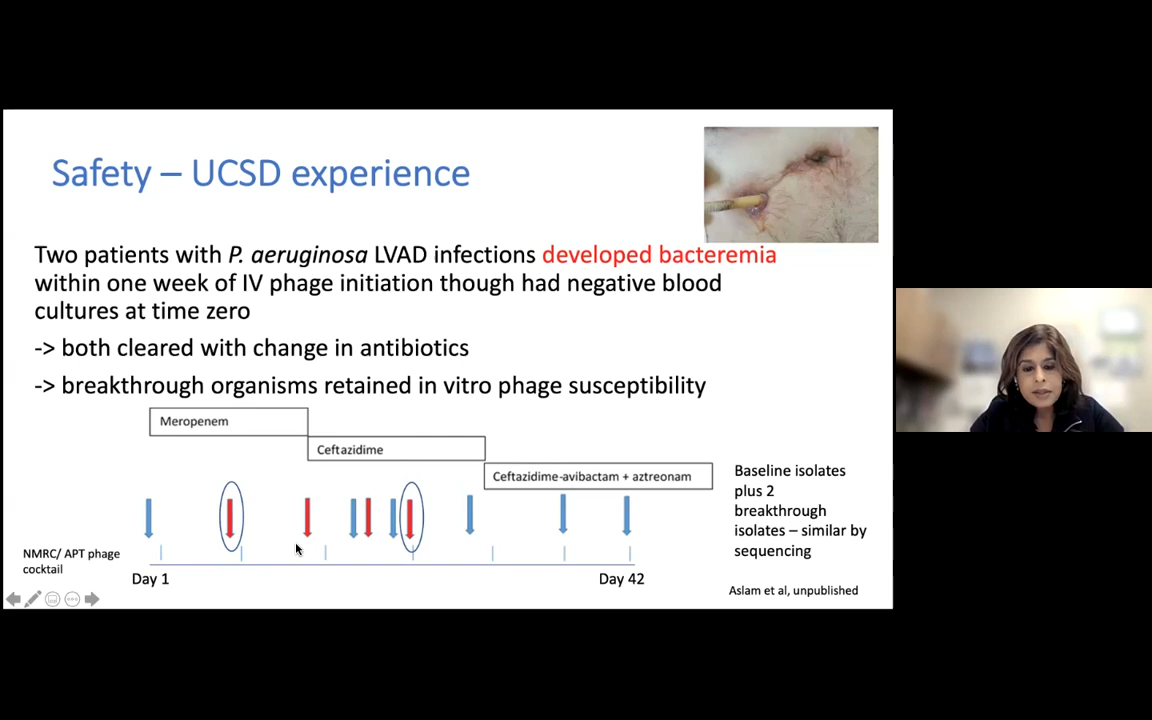 Safety – UCSD experience
Two patients with P. aeruginosa LVAD infections developed bacteremia
within one week of IV phage initiation though had negative blood
cultures at time zero
-> both cleared with change in antibiotics
-> breakthrough organisms retained in vitro phage susceptibility
Meropenem
Ceftazidime
Ceftazidime-avibactam + aztreonam
Baseline isolates
plus 2
breakthrough
isolates – similar by
sequencing
NMRC/ APT phage
cocktail
Day 1
Day 42
Aslam et al, unpublished